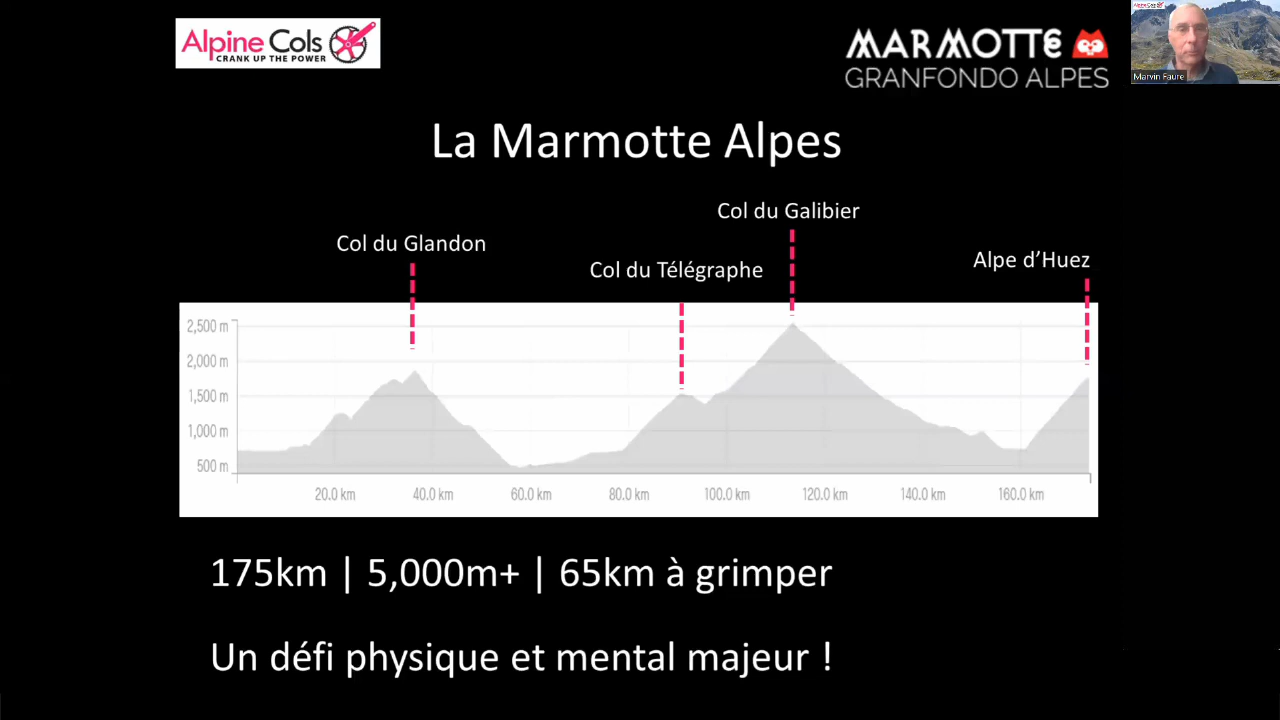 Alpine Cols
CRANK UP THE POWER
MARMOTTE
GRANFONDO ALPES
Alpine Cols
Marvin Faure
La Marmotte Alpes
Col du Galibier
Col du Glandon
Col du Télégraphe
Alpe d’Huez
2,500 m
2,000 m
1,500 m
1,000 m
500 m
20.0 km 40.0 km 60.0 km 80.0 km 100.0 km 120.0 km 140.0 km 160.0 km
175km | 5,000m+ | 65km à grimper
Un défi physique et mental majeur !